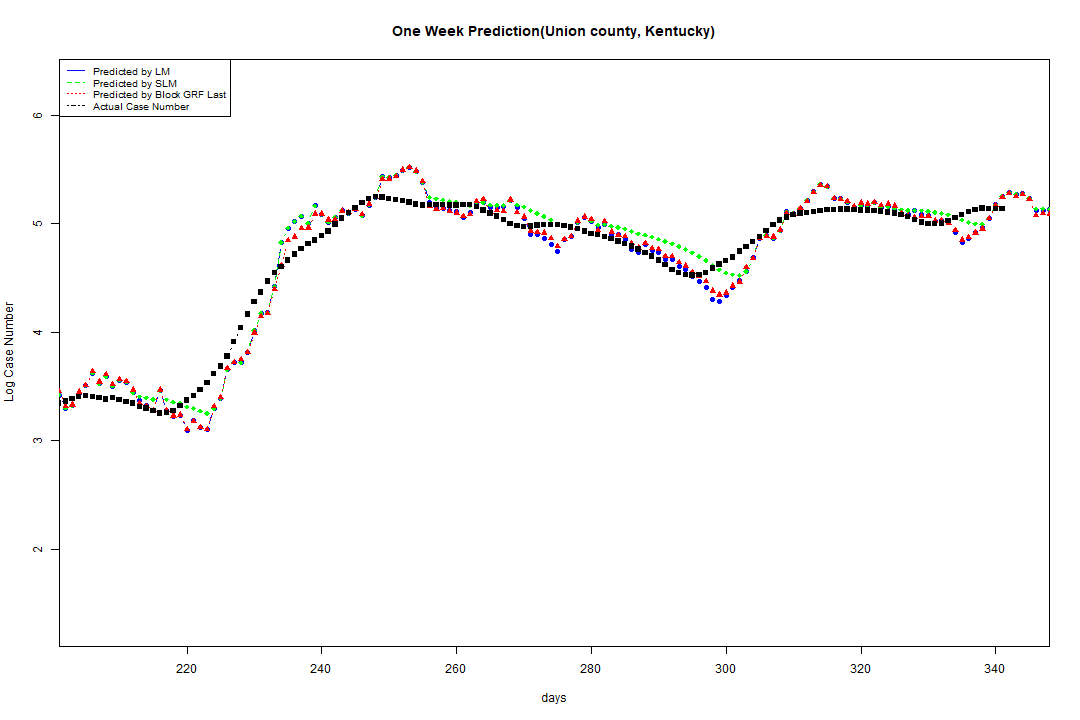 One Week Prediction(Union county, Kentucky)
Predicted by LM
Predicted by SLM
Predicted by Block GRF Last
Actual Case Number
6
5
4
3
2
Log Case Number
220 240 260 280 300 320 340
days